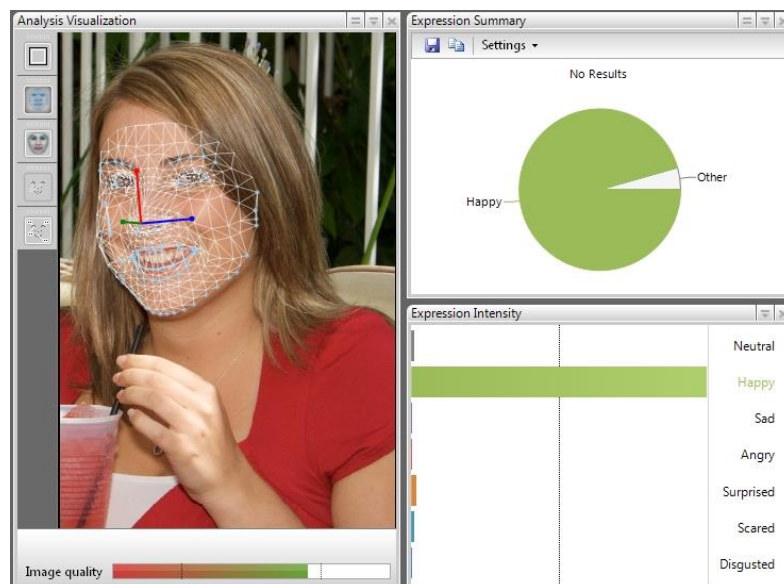 Analysis Visualization
Image quality
Expression Summary
Settings
No Results
Other
Happy
Expression Intensity
Neutral
Happy
Sad
Angry
Surprised
Scared
Disgusted